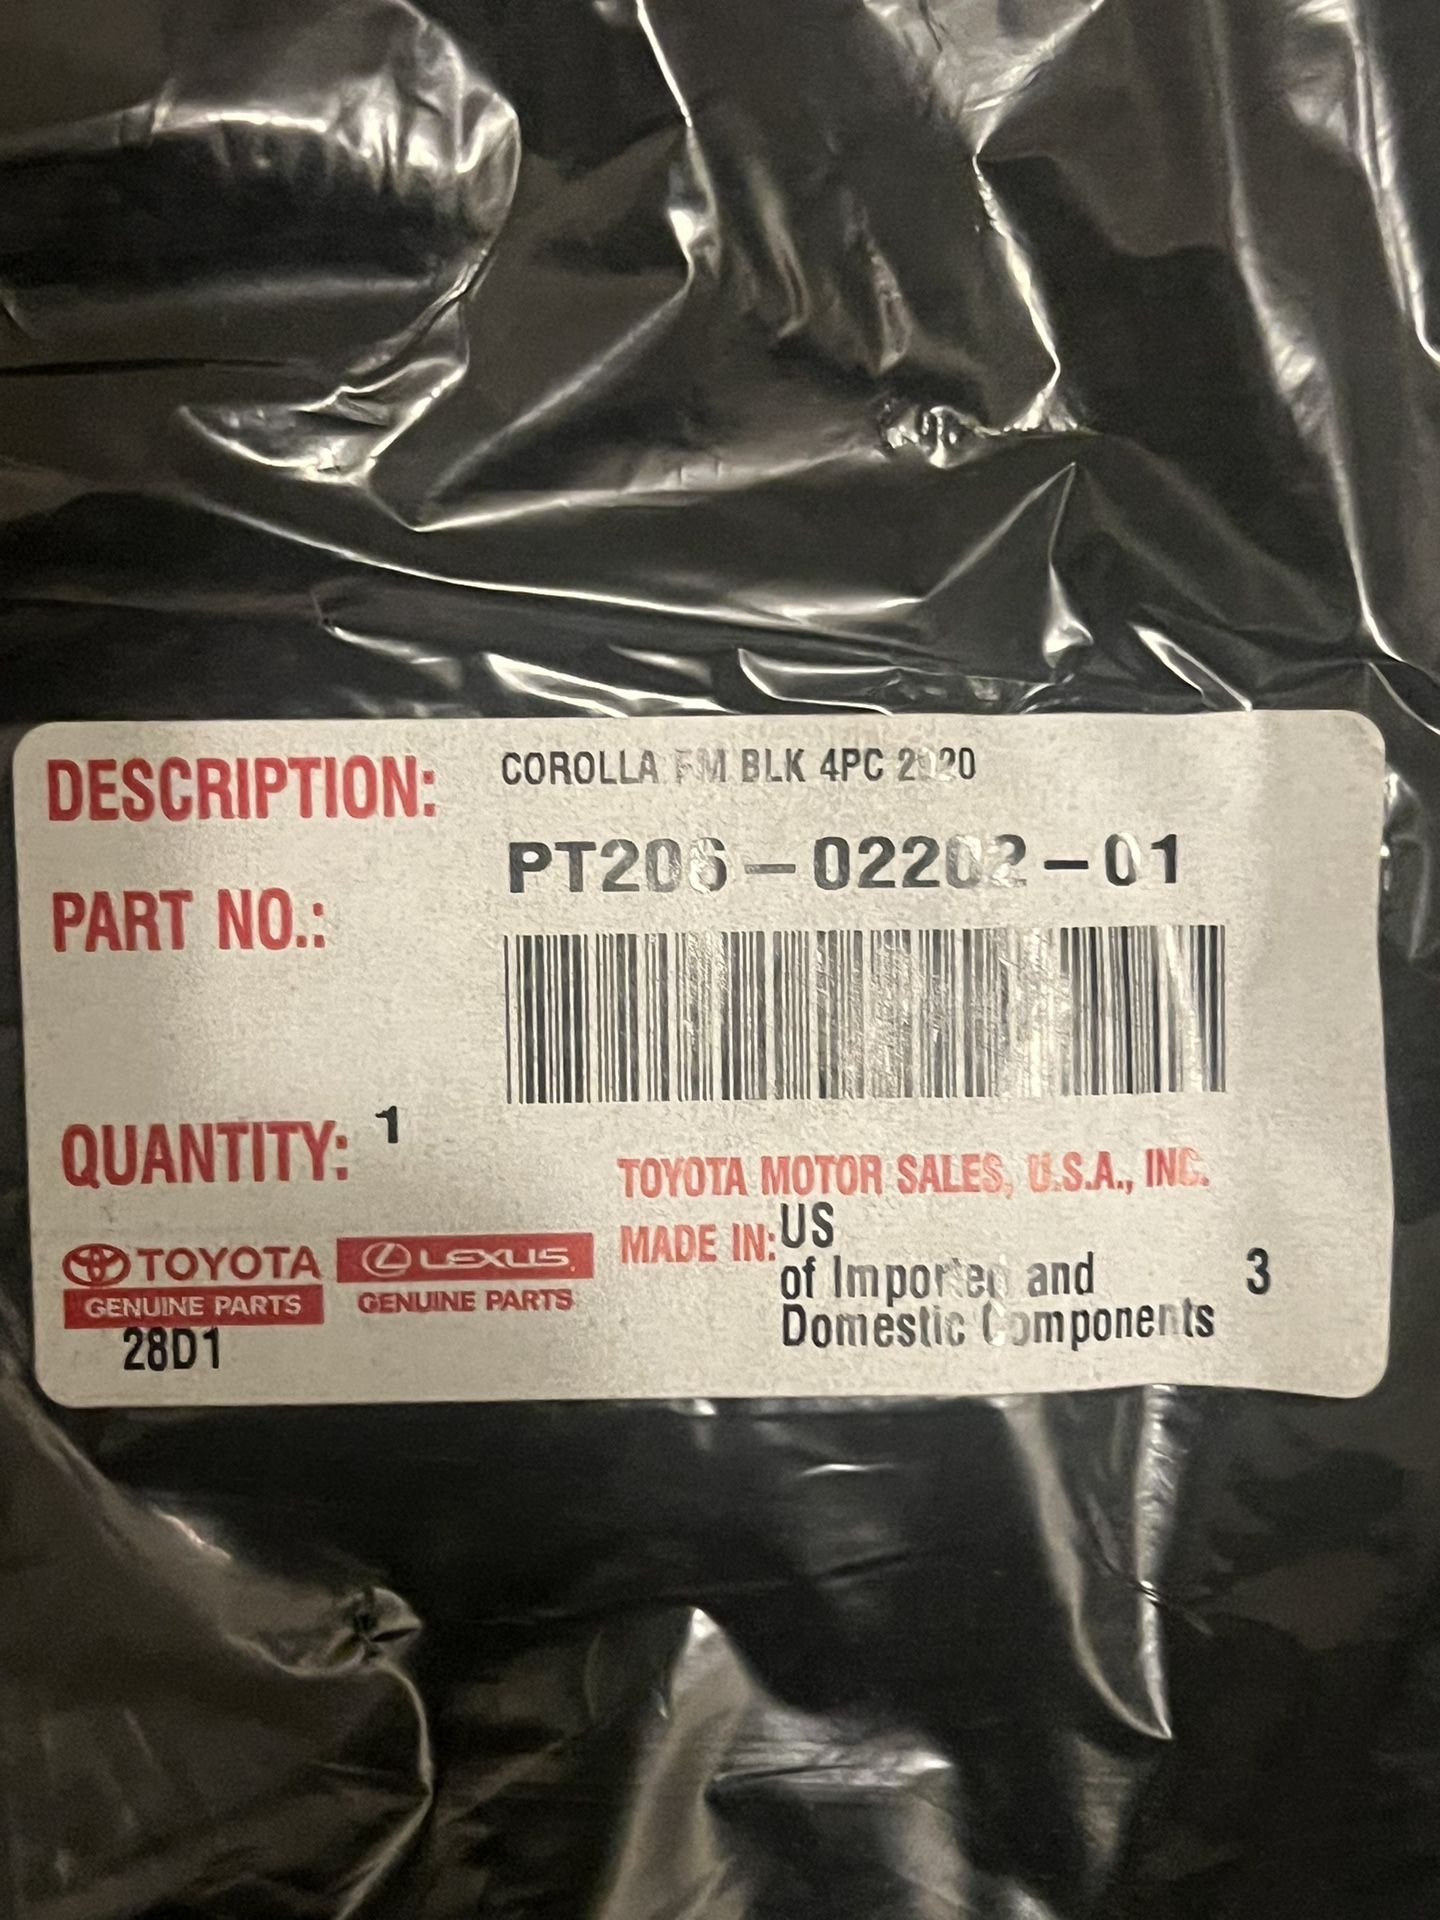 DESCRIPTION: COROLLA FM BLK 4PC 2020
PART NO.: PT206-02202-01
QUANTITY: 1
TOYOTA MOTOR SALES, U.S.A., INC.
MADE IN: US
of Imported and
Domestic Components
3
TOYOTA
GENUINE PARTS
LEXUS
GENUINE PARTS
28D1